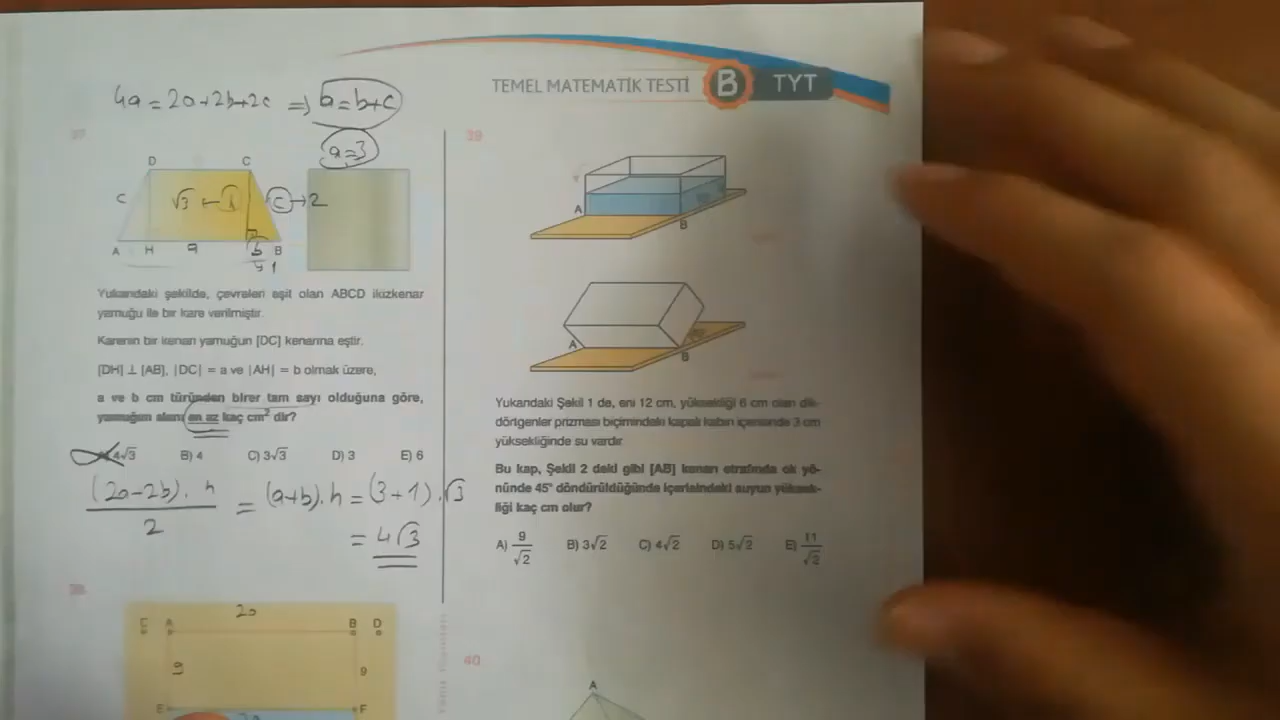 TEMEL MATEMATİK TESTİ B TYT
4a = 2a+2b+2c ⇒ a=b+c
a=3
37
D C
C √3 ← h C → 2
A H a b B
1
Yukarıdaki şekilde, çevreleri eşit olan ABCD ikizkenar
yamuğu ile bir kare verilmiştir.
Karenin bir kenarı yamuğun [DC] kenarına eştir.
[DH] ⊥ [AB], |DC| = a ve |AH| = b olmak üzere,
a ve b cm türünden birer tam sayı olduğuna göre,
yamuğun alanı en az kaç cm² dir?
A) 4√3 B) 4 C) 3√3 D) 3 E) 6
(2a-2b). h / 2 = (a+b). h = (3+1).√3
= 4√3
38
C A 20 B D
9 9
E F
39
A
B
A
B
Yukarıdaki Şekil 1 de, eni 12 cm, yüksekliği 6 cm olan dik-
dörtgenler prizması biçimindeki kapalı kabın içerisinde 3 cm
yüksekliğinde su vardır.
Bu kap, Şekil 2 deki gibi [AB] kenarı etrafında ok yö-
nünde 45° döndürüldüğünde içerisindeki suyun yüksek-
liği kaç cm olur?
A) 9/√2 B) 3√2 C) 4√2 D) 5√2 E) 11/√2
40
A